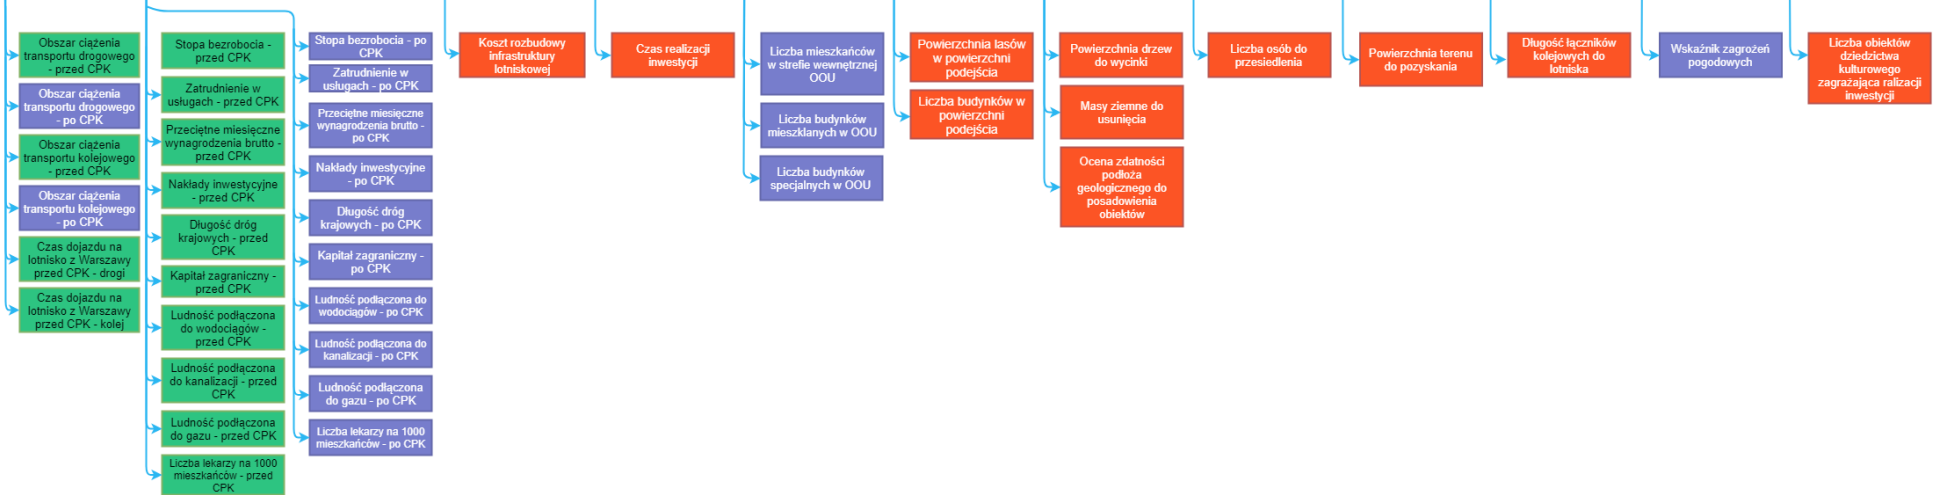 Obszar ciążenia
transportu drogowego
- przed CPK
Obszar ciążenia
transportu drogowego
- po CPK
Obszar ciążenia
transportu kolejowego
- przed CPK
Obszar ciążenia
transportu kolejowego
- po CPK
Czas dojazdu na
lotnisko z Warszawy
przed CPK - drogi
Czas dojazdu na
lotnisko z Warszawy
przed CPK - kolej
Stopa bezrobocia -
przed CPK
Zatrudnienie w
usługach - przed CPK
Przeciętne miesięczne
wynagrodzenia brutto -
przed CPK
Nakłady inwestycyjne
- przed CPK
Długość dróg
krajowych - przed
CPK
Kapitał zagraniczny -
przed CPK
Ludność podłączona
do wodociągów -
przed CPK
Ludność podłączona
do kanalizacji - przed
CPK
Ludność podłączona
do gazu - przed CPK
Liczba lekarzy na 1000
mieszkańców - przed
CPK
Stopa bezrobocia - po
CPK
Zatrudnienie w
usługach - po CPK
Przeciętne miesięczne
wynagrodzenia brutto -
po CPK
Nakłady inwestycyjne
- po CPK
Długość dróg
krajowych - po CPK
Kapitał zagraniczny -
po CPK
Ludność podłączona do
wodociągów - po CPK
Ludność podłączona do
kanalizacji - po CPK
Ludność podłączona
do gazu - po CPK
Liczba lekarzy na 1000
mieszkańców - po CPK
Koszt rozbudowy
infrastruktury
lotniskowej
Czas realizacji
inwestycji
Liczba mieszkańców
w strefie wewnętrznej
OOU
Liczba budynków
mieszklanych w OOU
Liczba budynków
specjalnych w OOU
Powierzchnia lasów
w powierzchni
podejścia
Liczba budynków w
powierzchni
podejścia
Powierzchnia drzew
do wycinki
Masy ziemne do
usunięcia
Ocena zdatności
podłoża
geologicznego do
posadowienia
obiektów
Liczba osób do
przesiedlenia
Powierzchnia terenu
do pozyskania
Długość łączników
kolejowych do
lotniska
Wskaźnik zagrożeń
pogodowych
Liczba obiektów
dziedzictwa
kulturowego
zagrażająca ralizacji
inwestycji